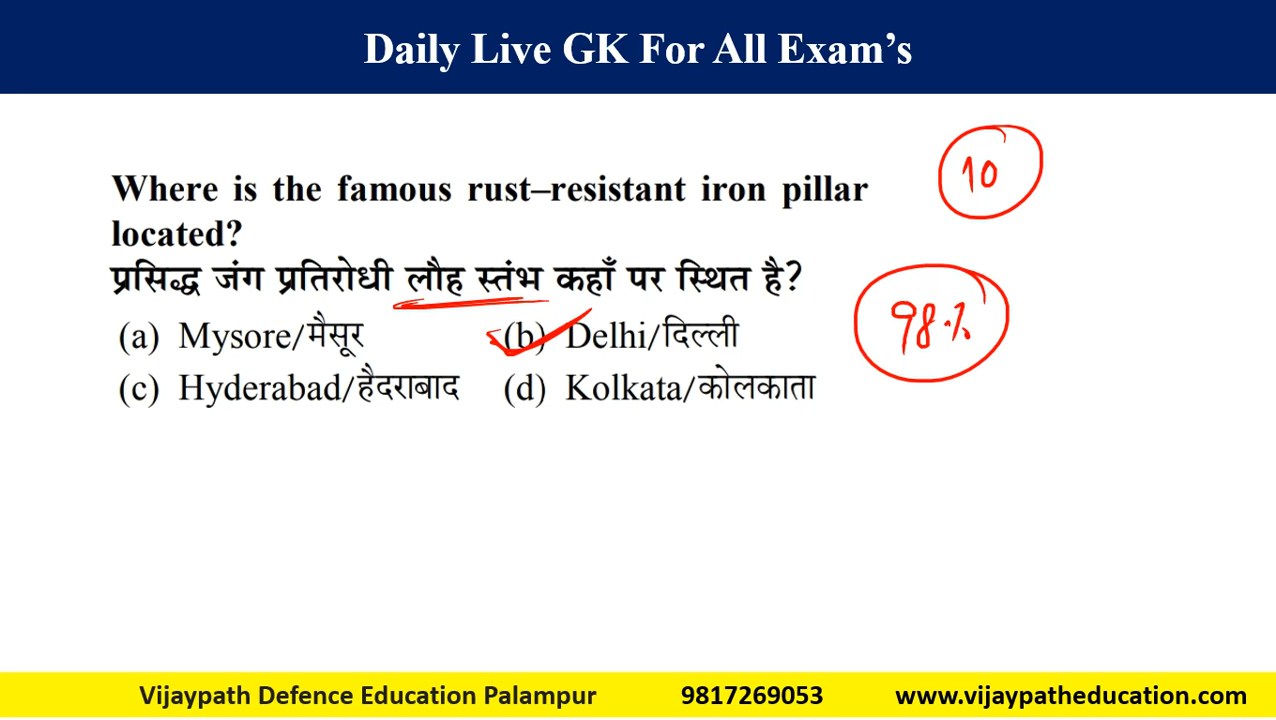 Daily Live GK For All Exam's
Where is the famous rust–resistant iron pillar
located?
प्रसिद्ध जंग प्रतिरोधी लौह स्तंभ कहाँ पर स्थित है?
(a) Mysore/मैसूर (b) Delhi/दिल्ली
(c) Hyderabad/हैदराबाद (d) Kolkata/कोलकाता
10
98%
Vijaypath Defence Education Palampur 9817269053 www.vijaypatheducation.com